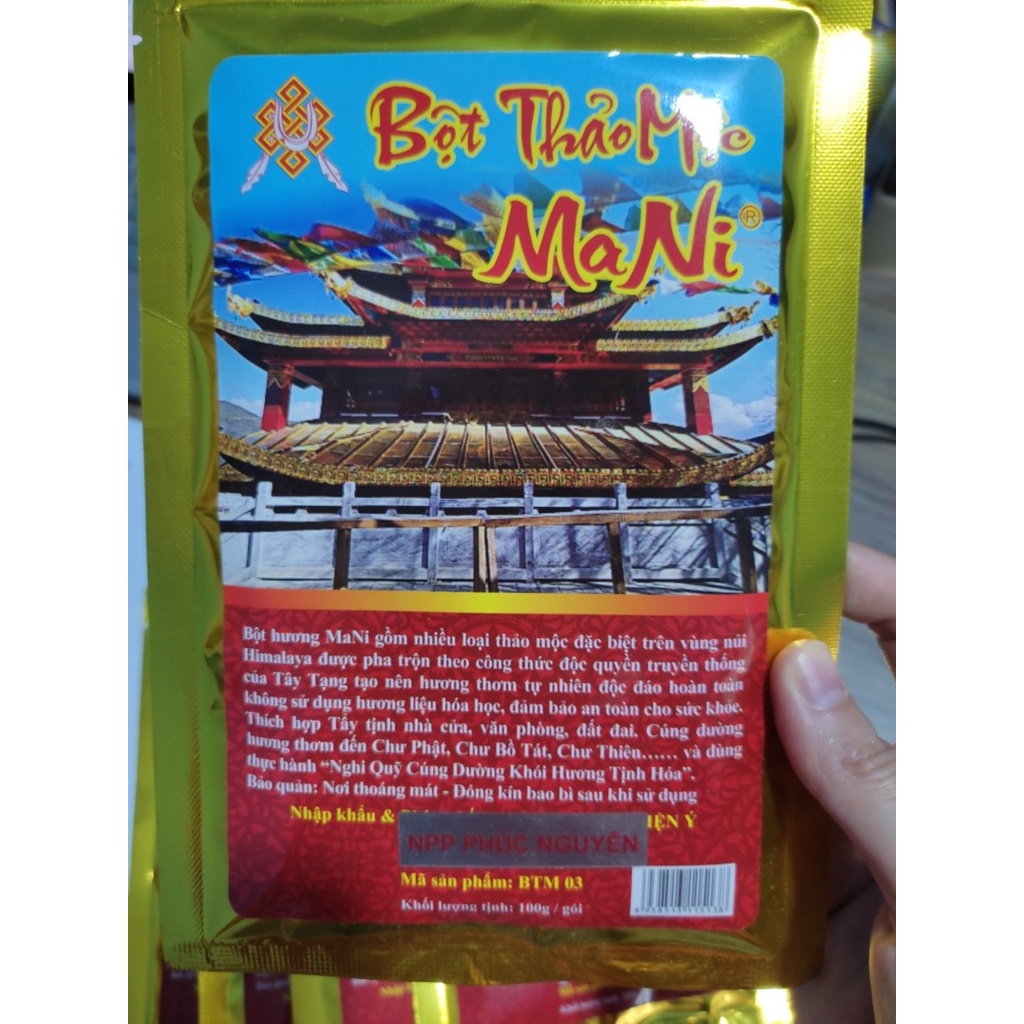 Bột Thảo Mộc
MaNi®
Bột hương MaNi gồm nhiều loại thảo mộc đặc biệt trên vùng núi
Himalaya được pha trộn theo công thức độc quyền truyền thống
của Tây Tạng tạo nên hương thơm tự nhiên độc đáo hoàn toàn
không sử dụng hương liệu hóa học, đảm bảo an toàn cho sức khỏe.
Thích hợp Tẩy tịnh nhà cửa, văn phòng, đất đai. Cúng dường
hương thơm đến Chư Phật, Chư Bồ Tát, Chư Thiên...... và dùng
thực hành “Nghi Quỹ Cúng Dường Khói Hương Tịnh Hóa”.
Bảo quản: Nơi thoáng mát - Đóng kín bao bì sau khi sử dụng
Nhập khẩu & Ý
NPP PHÚC NGUYÊN
Mã sản phẩm: BTM 03
Khối lượng tịnh: 100g / gói